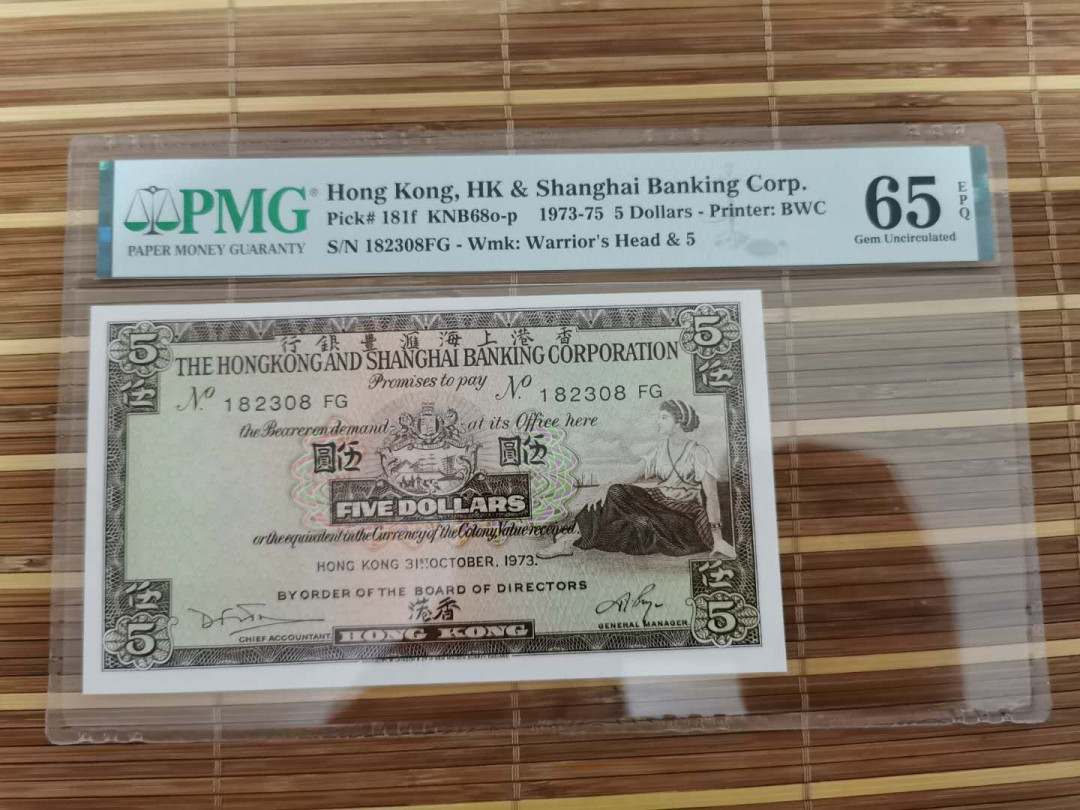 PMG®
PAPER MONEY GUARANTY
Hong Kong, HK & Shanghai Banking Corp.
Pick# 181f KNB68o-p 1973-75 5 Dollars - Printer: BWC
S/N 182308FG - Wmk: Warrior's Head & 5
65 EPQ
Gem Uncirculated
5 伍
5 伍
行銀豐滙海上港香
THE HONGKONG AND SHANGHAI BANKING CORPORATION
Promises to pay
No 182308 FG
No 182308 FG
the Bearer on demand at its Office here
圓伍
圓伍
FIVE DOLLARS
or the equivalent in the Currency of the Colony Value received
HONG KONG 31ST OCTOBER, 1973.
BY ORDER OF THE BOARD OF DIRECTORS
港香
HONG KONG
CHIEF ACCOUNTANT.
GENERAL MANAGER.
伍 5
伍 5